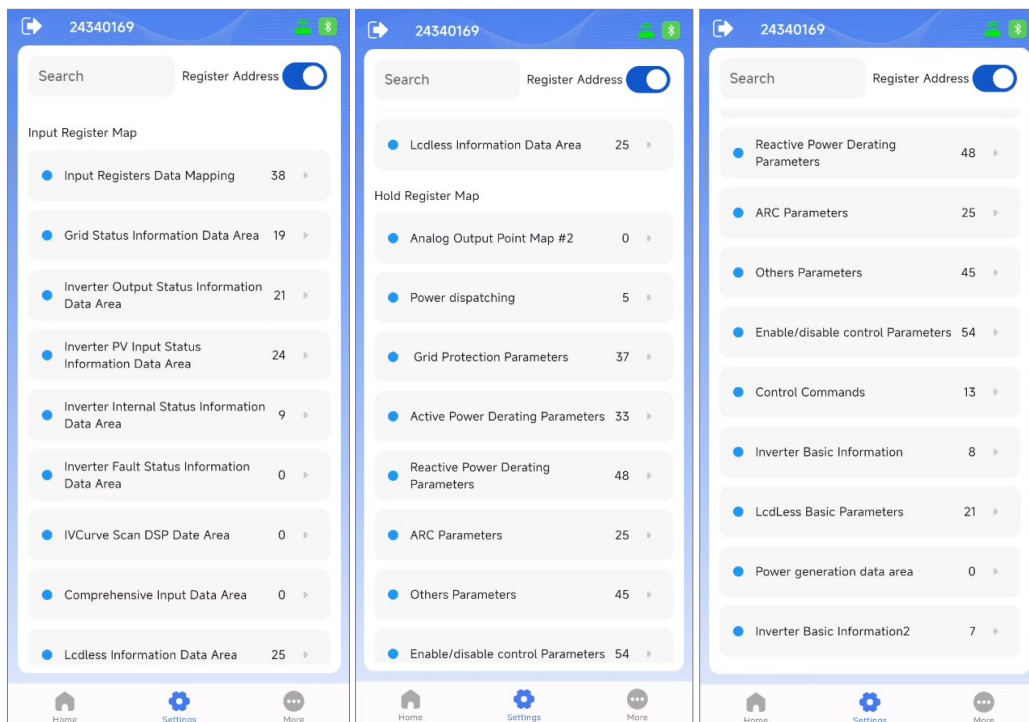 24340169
Search
Register Address
Input Register Map
Input Registers Data Mapping 38
Grid Status Information Data Area 19
Inverter Output Status Information
Data Area 21
Inverter PV Input Status
Information Data Area 24
Inverter Internal Status Information
Data Area 9
Inverter Fault Status Information
Data Area 0
IVCurve Scan DSP Date Area 0
Comprehensive Input Data Area 0
Lcdless Information Data Area 25
Home Settings More
24340169
Search
Register Address
Lcdless Information Data Area 25
Hold Register Map
Analog Output Point Map #2 0
Power dispatching 5
Grid Protection Parameters 37
Active Power Derating Parameters 33
Reactive Power Derating
Parameters 48
ARC Parameters 25
Others Parameters 45
Enable/disable control Parameters 54
Home Settings More
24340169
Search
Register Address
Reactive Power Derating
Parameters 48
ARC Parameters 25
Others Parameters 45
Enable/disable control Parameters 54
Control Commands 13
Inverter Basic Information 8
LcdLess Basic Parameters 21
Power generation data area 0
Inverter Basic Information2 7
Home Settings More